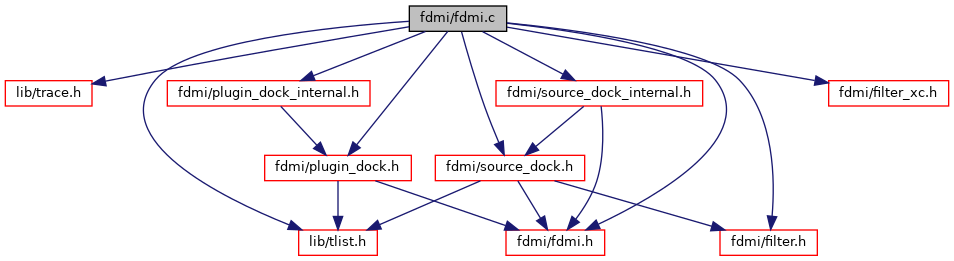 fdmi/fdmi.c
lib/trace.h
fdmi/plugin_dock_internal.h
fdmi/source_dock_internal.h
fdmi/filter_xc.h
fdmi/plugin_dock.h
fdmi/source_dock.h
lib/tlist.h
fdmi/fdmi.h
fdmi/filter.h